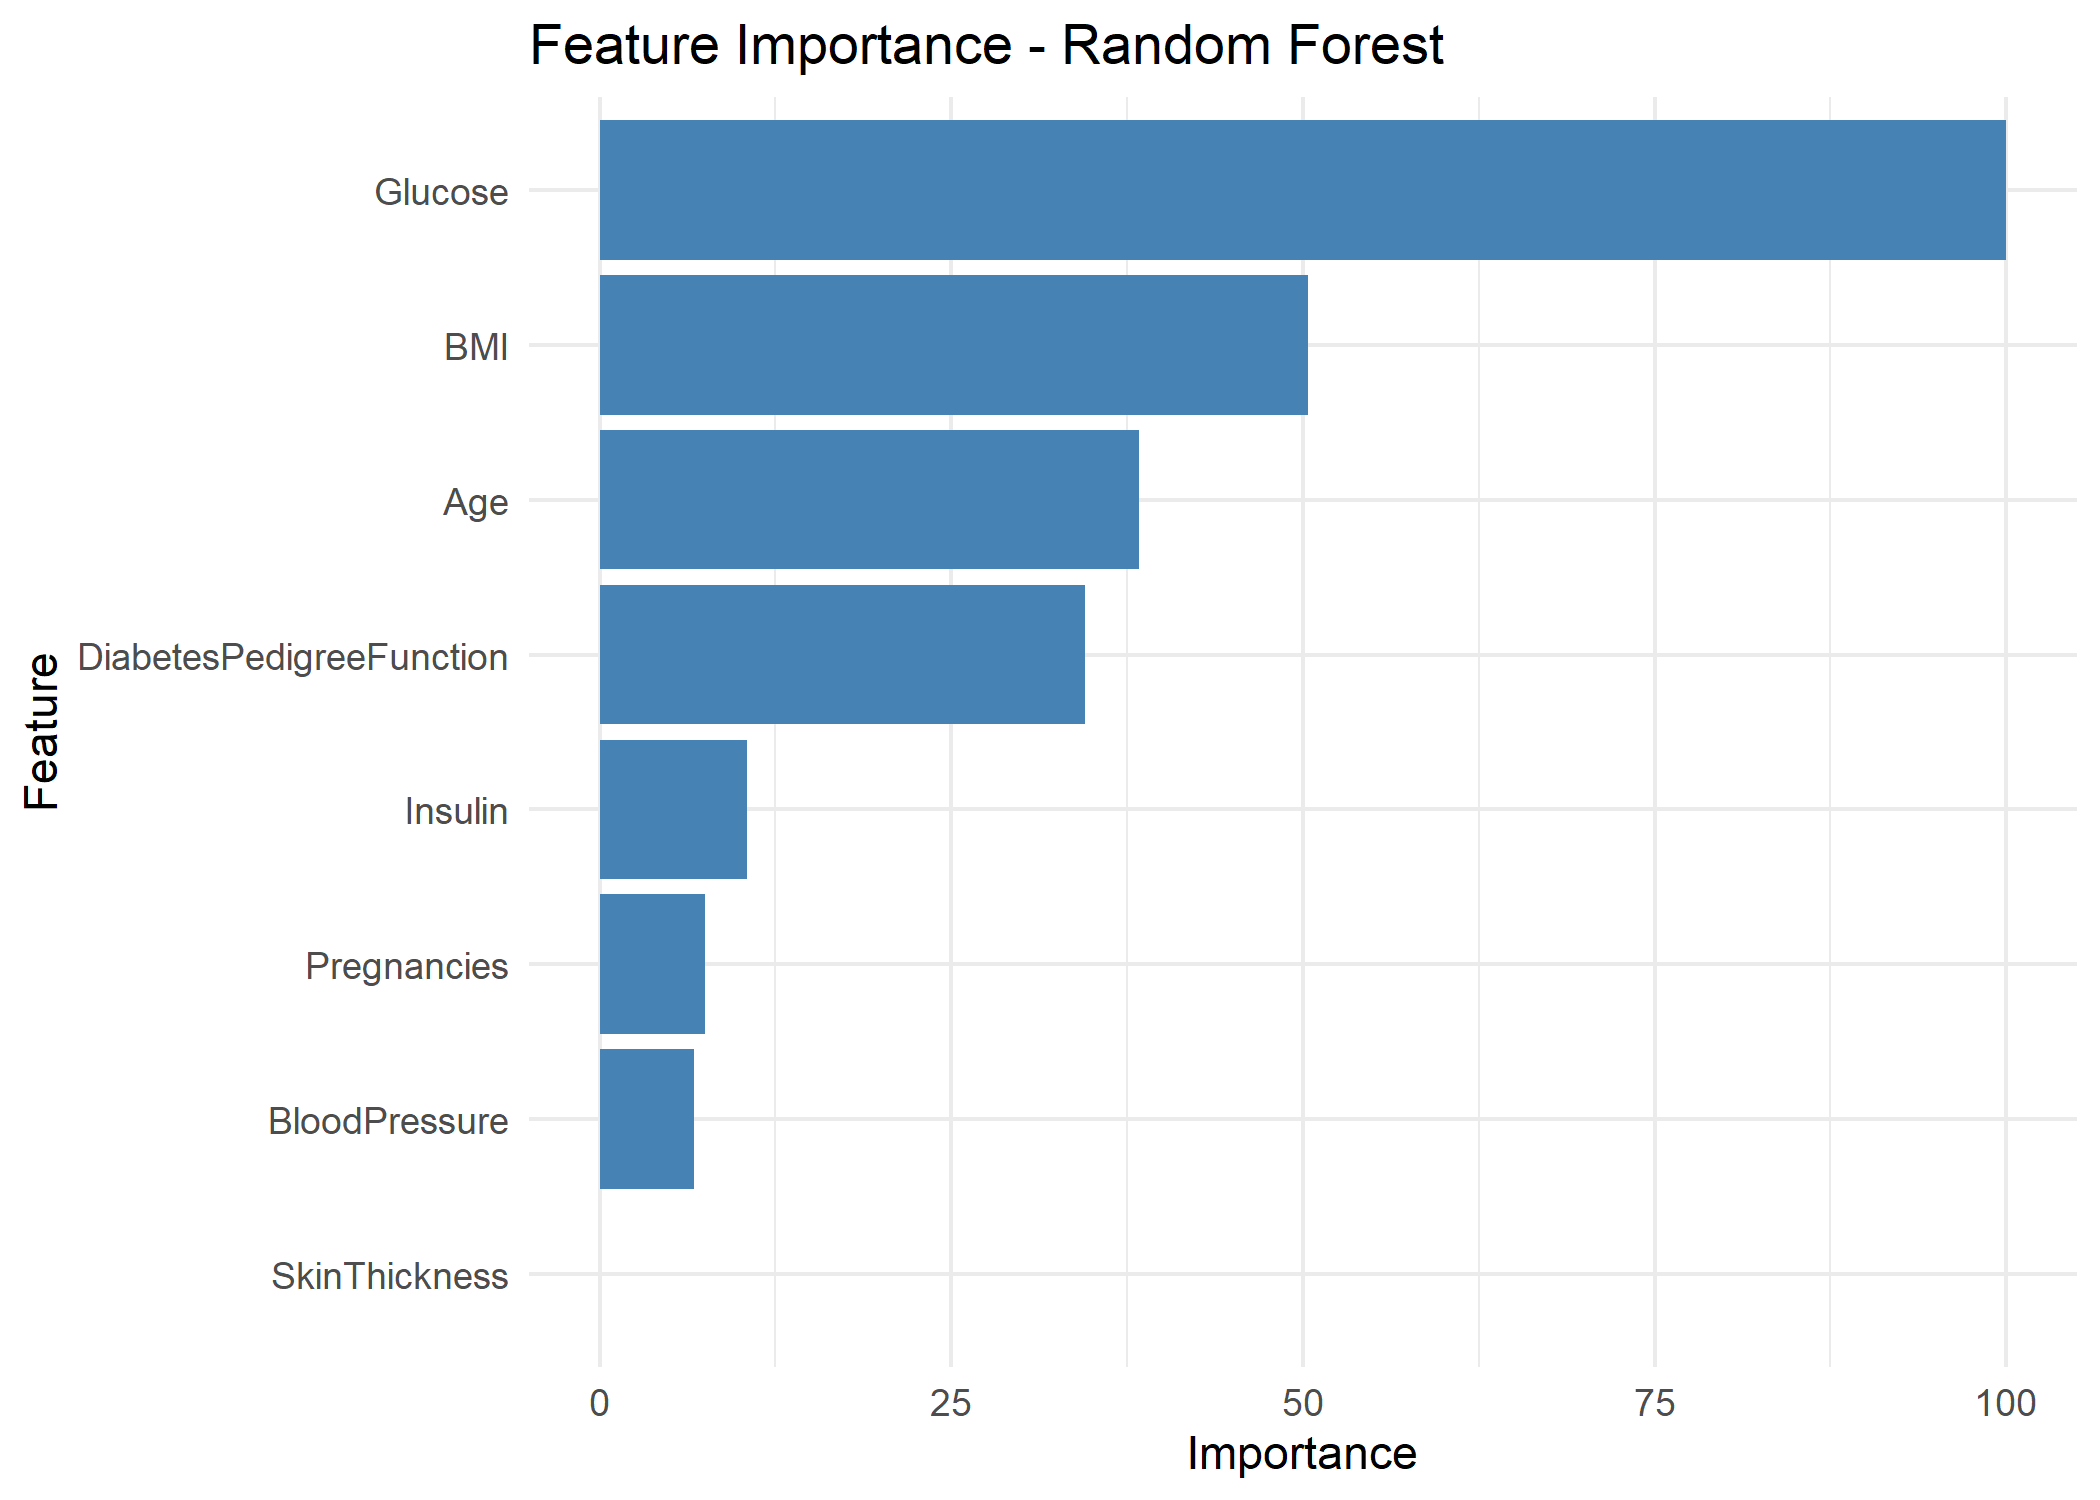 Feature Importance - Random Forest
Glucose
BMI
Age
DiabetesPedigreeFunction
Insulin
Pregnancies
BloodPressure
SkinThickness
Feature
0 25 50 75 100
Importance